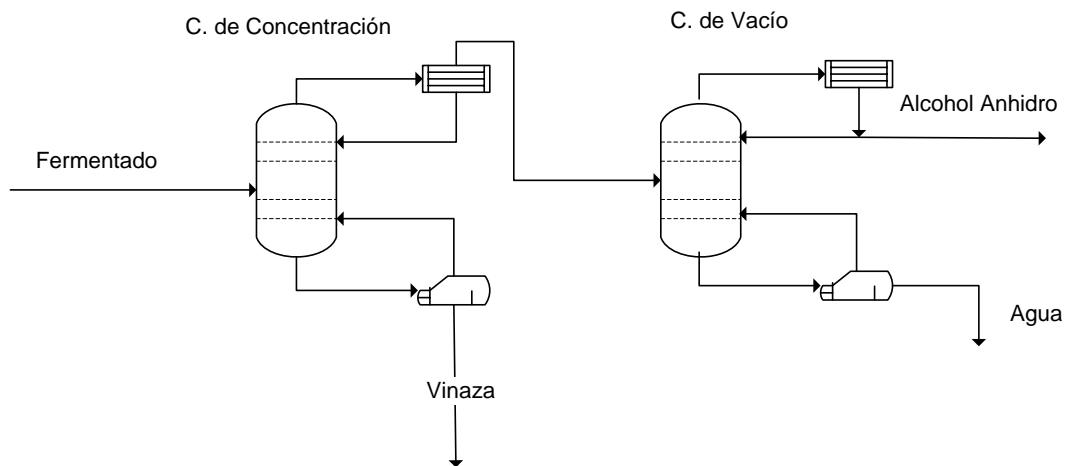 C. de Concentración
C. de Vacío
Alcohol Anhidro
Fermentado
Agua
Vinaza